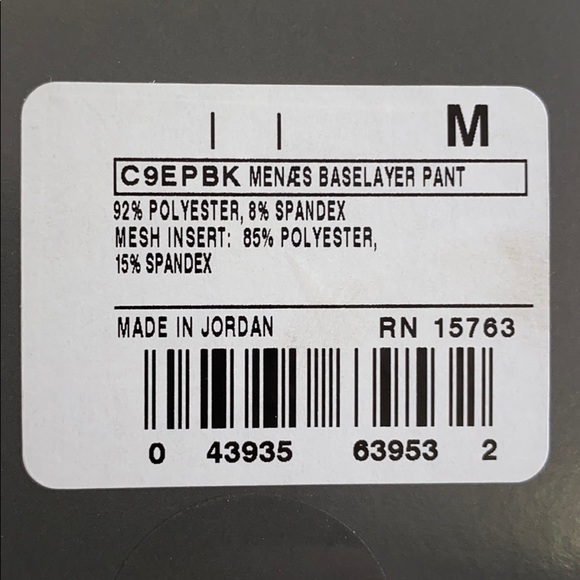 M
C9EPBK MENÆS BASELAYER PANT
92% POLYESTER, 8% SPANDEX
MESH INSERT: 85% POLYESTER,
15% SPANDEX
MADE IN JORDAN RN 15763
0 43935 63953 2